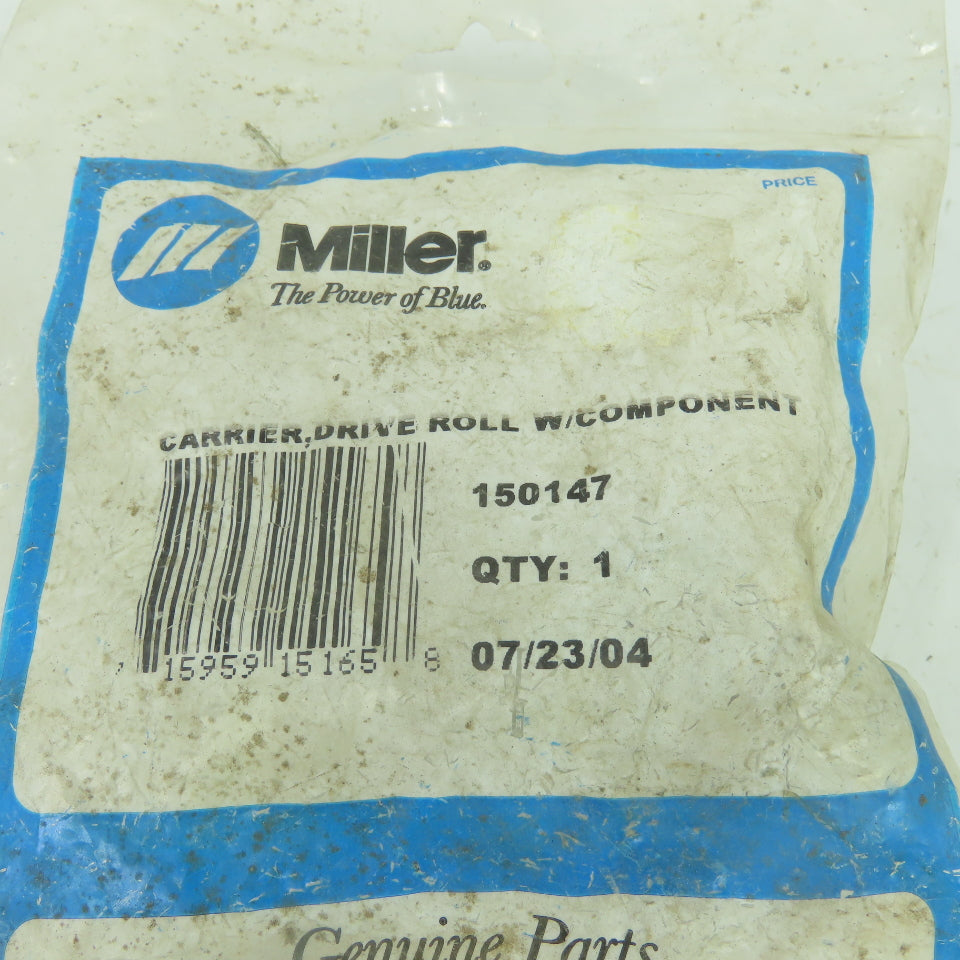 PRICE
Miller.
The Power of Blue.
CARRIER,DRIVE ROLL W/COMPONENT
150147
QTY: 1
7 15959 15165 8
07/23/04
Genuine Parts